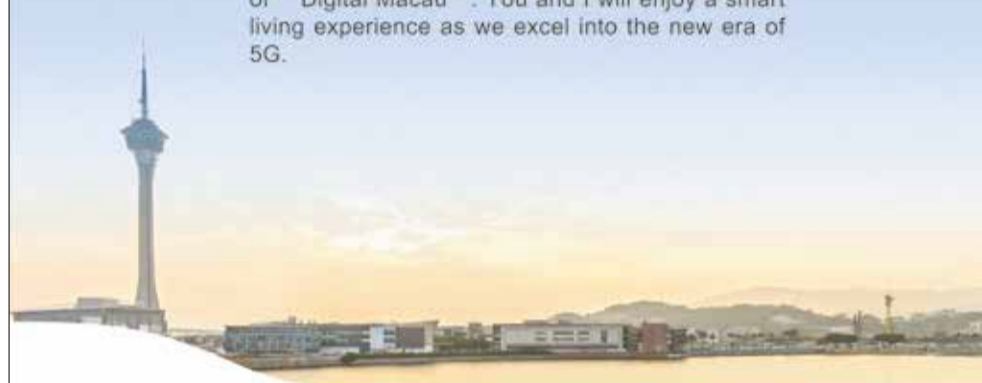 of "Digital Macau". You and I will enjoy a smart
living experience as we excel into the new era of
5G.